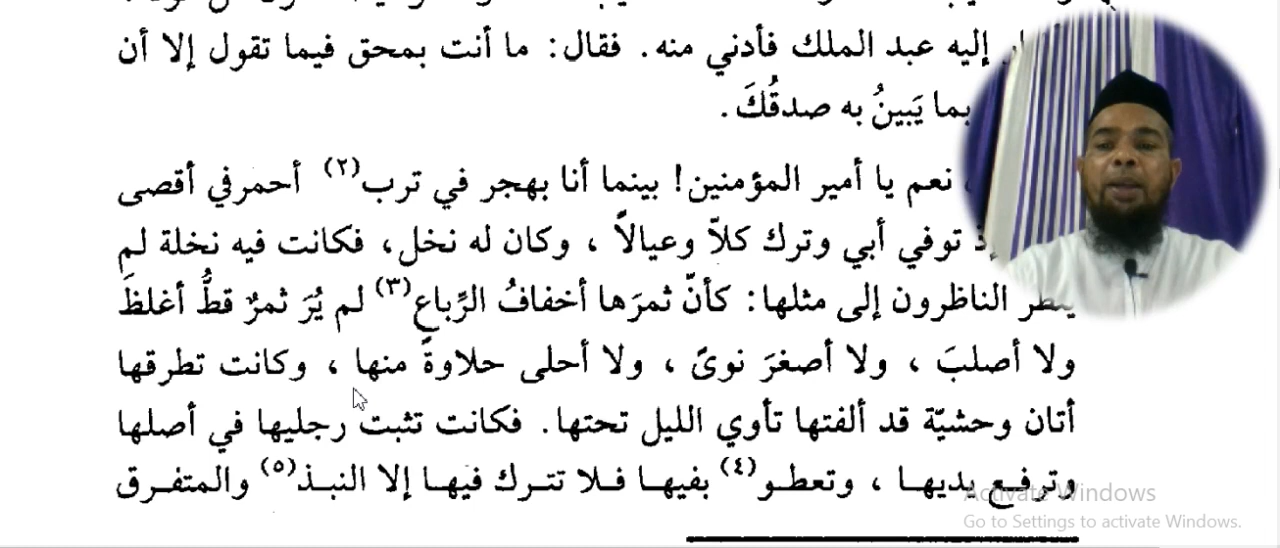 إليه عبد الملك فأدني منه. فقال: ما أنت بمحق فيما تقول إلا أن
بما يَبينُ به صدقُكَ.
نعم يا أمير المؤمنين! بينما أنا بهجر في ترب(٢) أحمر في أقصى
توفي أبي وترك كلاّ وعيالاً ، وكان له نخل، فكانت فيه نخلة لم
ينظر الناظرون إلى مثلها: كأنّ ثمرَها أخفافُ الرِّباعِ(٣) لم يُرَ ثمرٌ قطُّ أغلظَ
ولا أصلبَ ، ولا أصغرَ نوىً ، ولا أحلى حلاوةً منها ، وكانت تطرقها
أتان وحشيّة قد ألفتها تأوي الليل تحتها. فكانت تثبت رجليها في أصلها
وترفع يديها ، وتعطو(٤) بفيها فلا تترك فيها إلا النبذ(٥) والمتفرق
Activate Windows
Go to Settings to activate Windows.